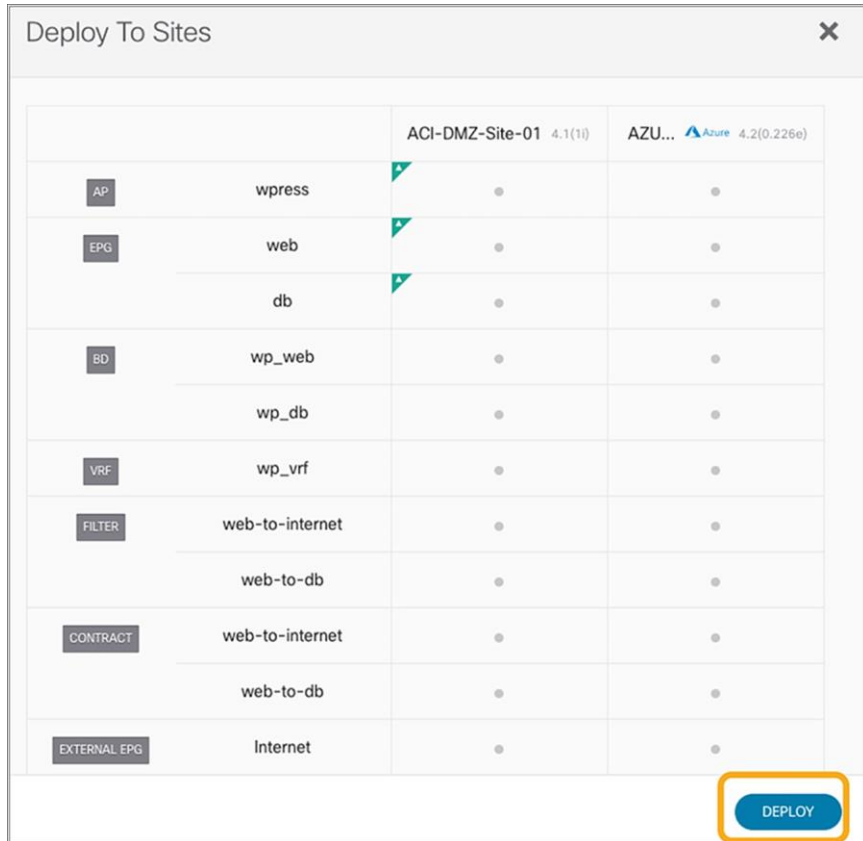 Deploy To Sites
ACI-DMZ-Site-01 4.1(1i) AZU... Azure 4.2(0.226e)
AP wpress
EPG web
db
BD wp_web
wp_db
VRF wp_vrf
FILTER web-to-internet
web-to-db
CONTRACT web-to-internet
web-to-db
EXTERNAL EPG Internet
DEPLOY